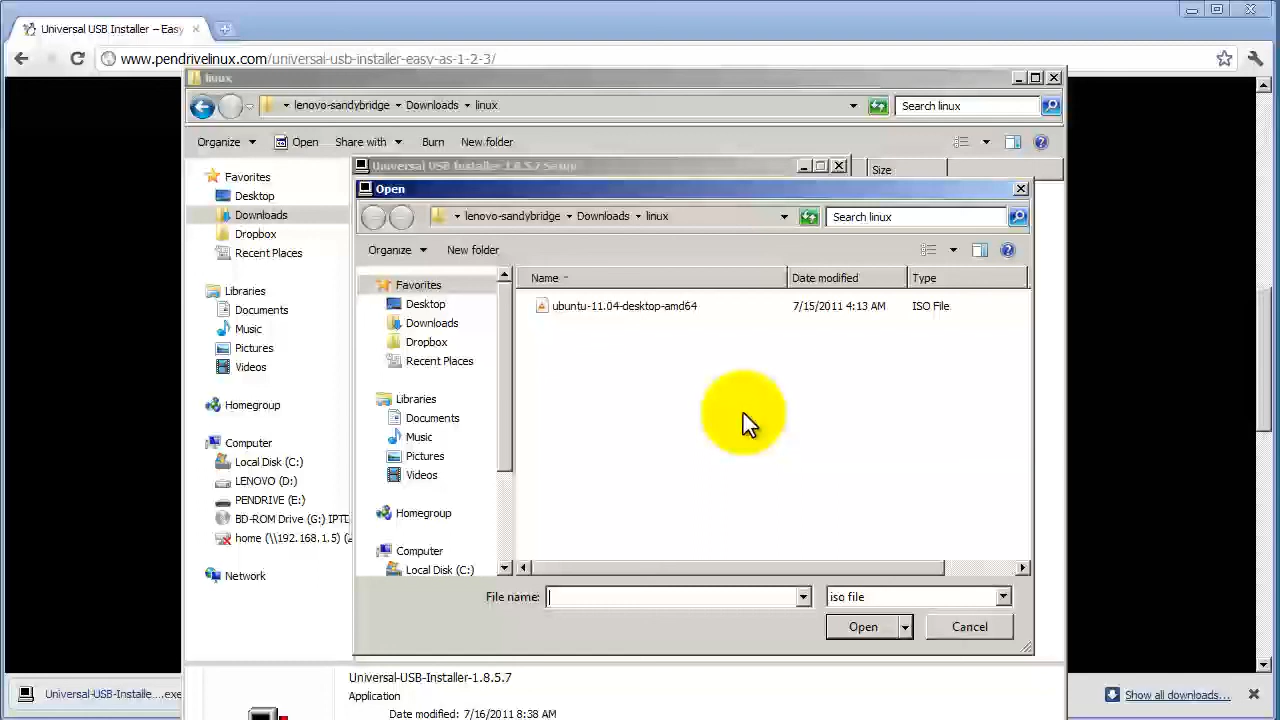 Universal USB Installer – Easy
www.pendrivelinux.com/universal-usb-installer-easy-as-1-2-3/
linux
lenovo-sandybridge Downloads linux
Search linux
Organize Open Share with Burn New folder
Favorites
Desktop
Downloads
Dropbox
Recent Places
Libraries
Documents
Music
Pictures
Videos
Homegroup
Computer
Local Disk (C:)
LENOVO (D:)
PENDRIVE (E:)
BD-ROM Drive (G:) IPTD
home (\\192.168.1.5) (
Network
Universal USB Installer 1.8.5.7 Setup
Size
Open
lenovo-sandybridge Downloads linux
Search linux
Organize New folder
Favorites
Desktop
Downloads
Dropbox
Recent Places
Libraries
Documents
Music
Pictures
Videos
Homegroup
Computer
Local Disk (C:)
Name Date modified Type
ubuntu-11.04-desktop-amd64 7/15/2011 4:13 AM ISO File
File name:
iso file
Open Cancel
Universal-USB-Installer-1.8.5.7
Application
Date modified: 7/16/2011 8:38 AM
Universal-USB-Installe....exe
Show all downloads...